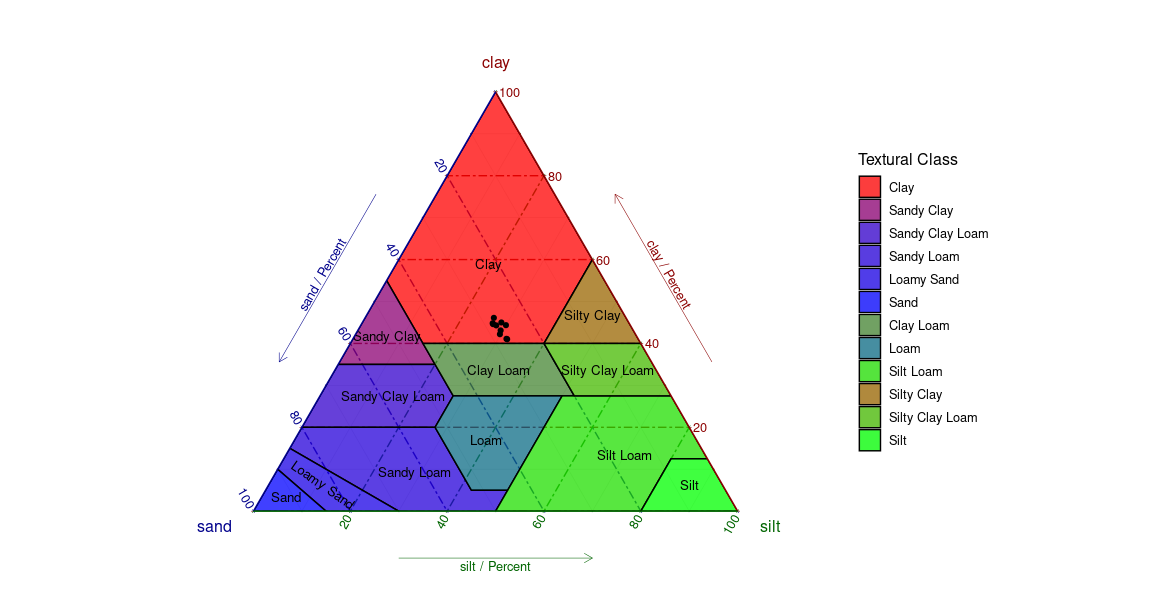 clay
100
20
80
40
60
60
40
80
20
100
20
40
60
80
100
sand / Percent
clay / Percent
silt / Percent
sand
silt
Clay
Silty Clay
Sandy Clay
Clay Loam
Silty Clay Loam
Sandy Clay Loam
Loam
Silt Loam
Sandy Loam
Loamy Sand
Sand
Silt
Textural Class
Clay
Sandy Clay
Sandy Clay Loam
Sandy Loam
Loamy Sand
Sand
Clay Loam
Loam
Silt Loam
Silty Clay
Silty Clay Loam
Silt